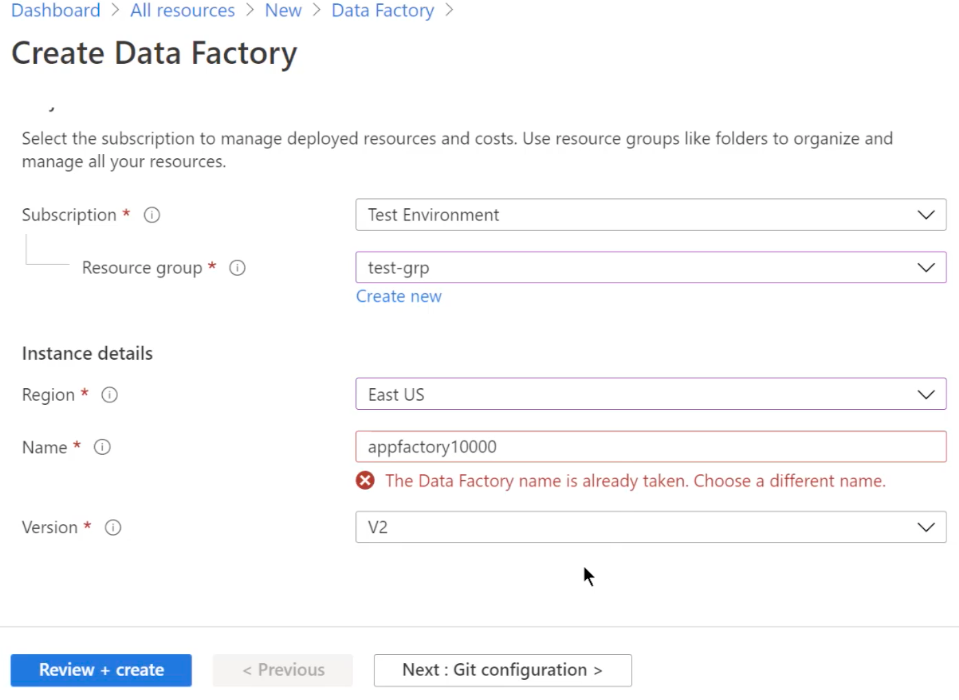 Dashboard > All resources > New > Data Factory >
Create Data Factory
Select the subscription to manage deployed resources and costs. Use resource groups like folders to organize and
manage all your resources.
Subscription * Test Environment
Resource group * test-grp
Create new
Instance details
Region * East US
Name * appfactory10000
The Data Factory name is already taken. Choose a different name.
Version * V2
Review + create < Previous Next : Git configuration >